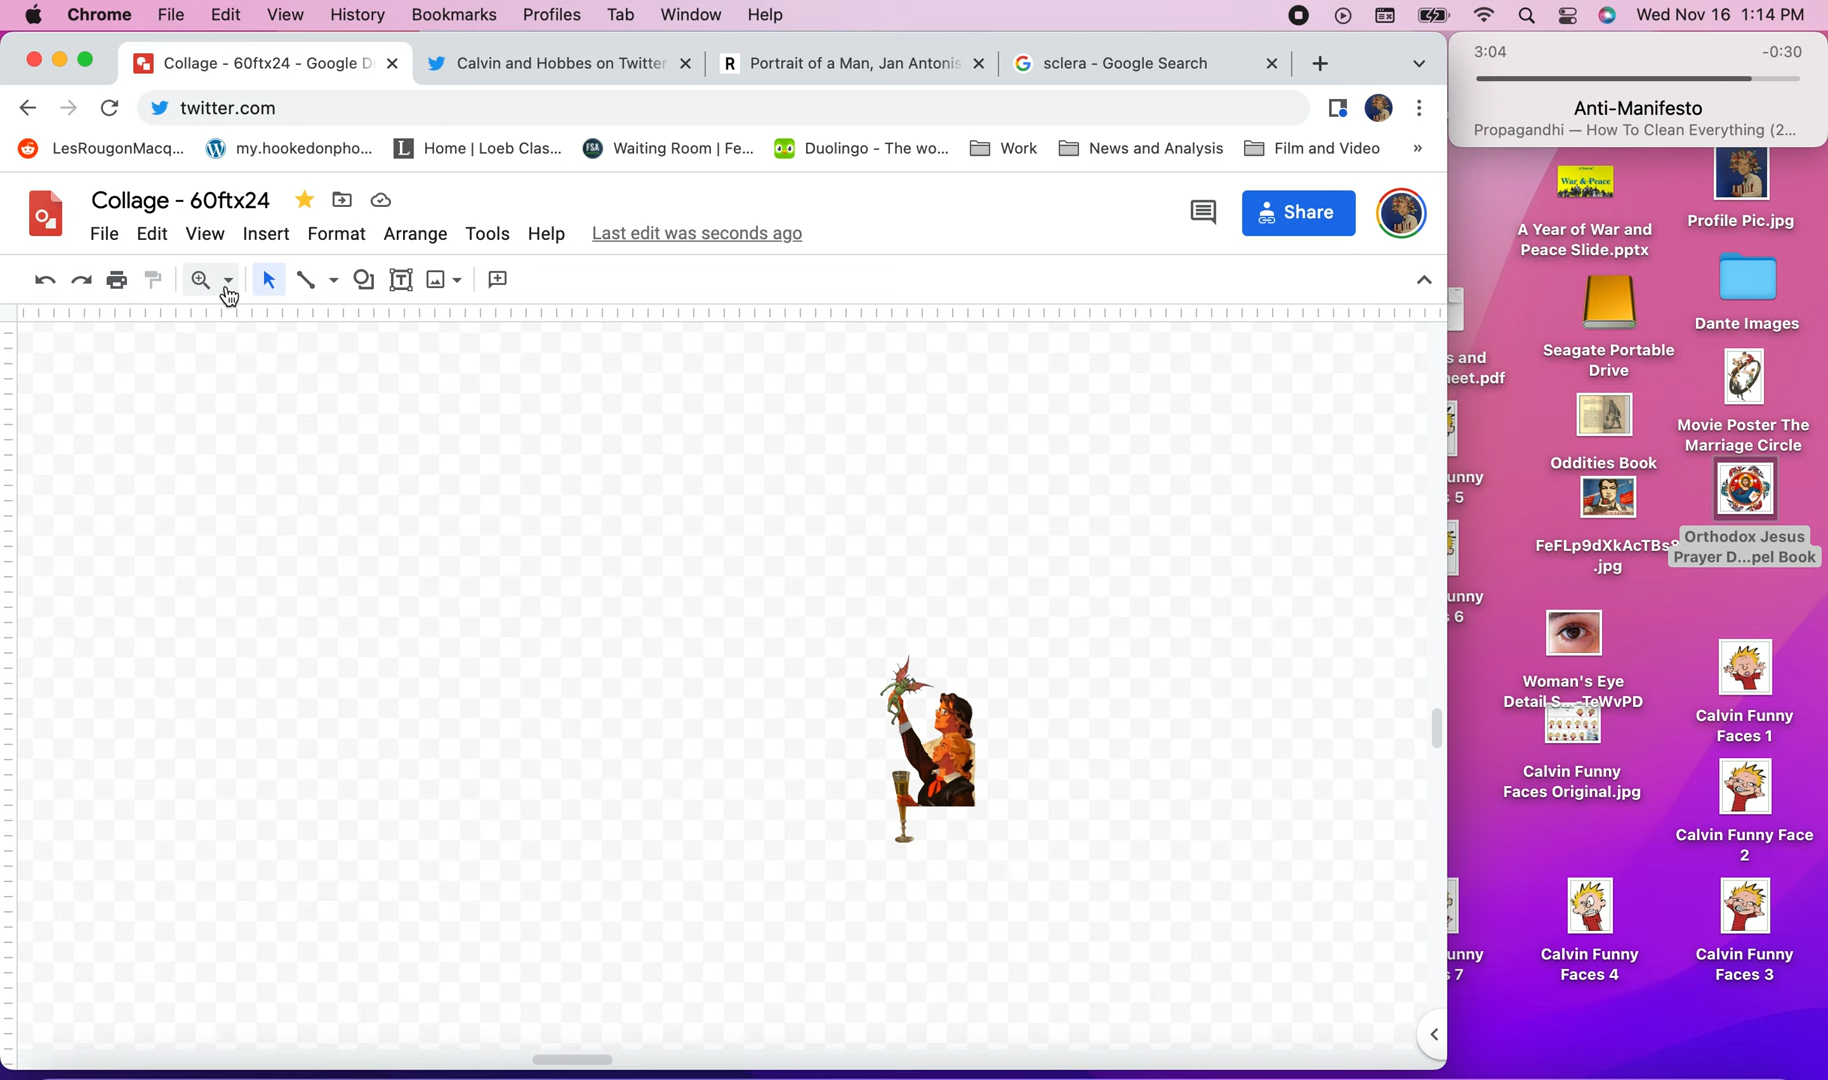 Chrome File Edit View History Bookmarks Profiles Tab Window Help Wed Nov 16 1:14 PM
Collage - 60ftx24 - Google D
Calvin and Hobbes on Twitter
R Portrait of a Man, Jan Antonis
sclera - Google Search
twitter.com
LesRougonMacq... my.hookedonpho... L Home | Loeb Clas... FSA Waiting Room | Fe... Duolingo - The wo... Work News and Analysis Film and Video »
Collage - 60ftx24
Share
File Edit View Insert Format Arrange Tools Help Last edit was seconds ago
3:04 -0:30
Anti-Manifesto
Propagandhi — How To Clean Everything (2...
War & Peace
A Year of War and
Peace Slide.pptx
Profile Pic.jpg
Dante Images
Seagate Portable
Drive
s and
eet.pdf
Movie Poster The
Marriage Circle
Oddities Book
unny
s 5
Orthodox Jesus
Prayer D...pel Book
FeFLp9dXkAcTBs
.jpg
unny
s 6
Woman's Eye
Detail S...-TeWvPD
Calvin Funny
Faces 1
Calvin Funny
Faces Original.jpg
Calvin Funny Face
2
unny
s 7
Calvin Funny
Faces 4
Calvin Funny
Faces 3